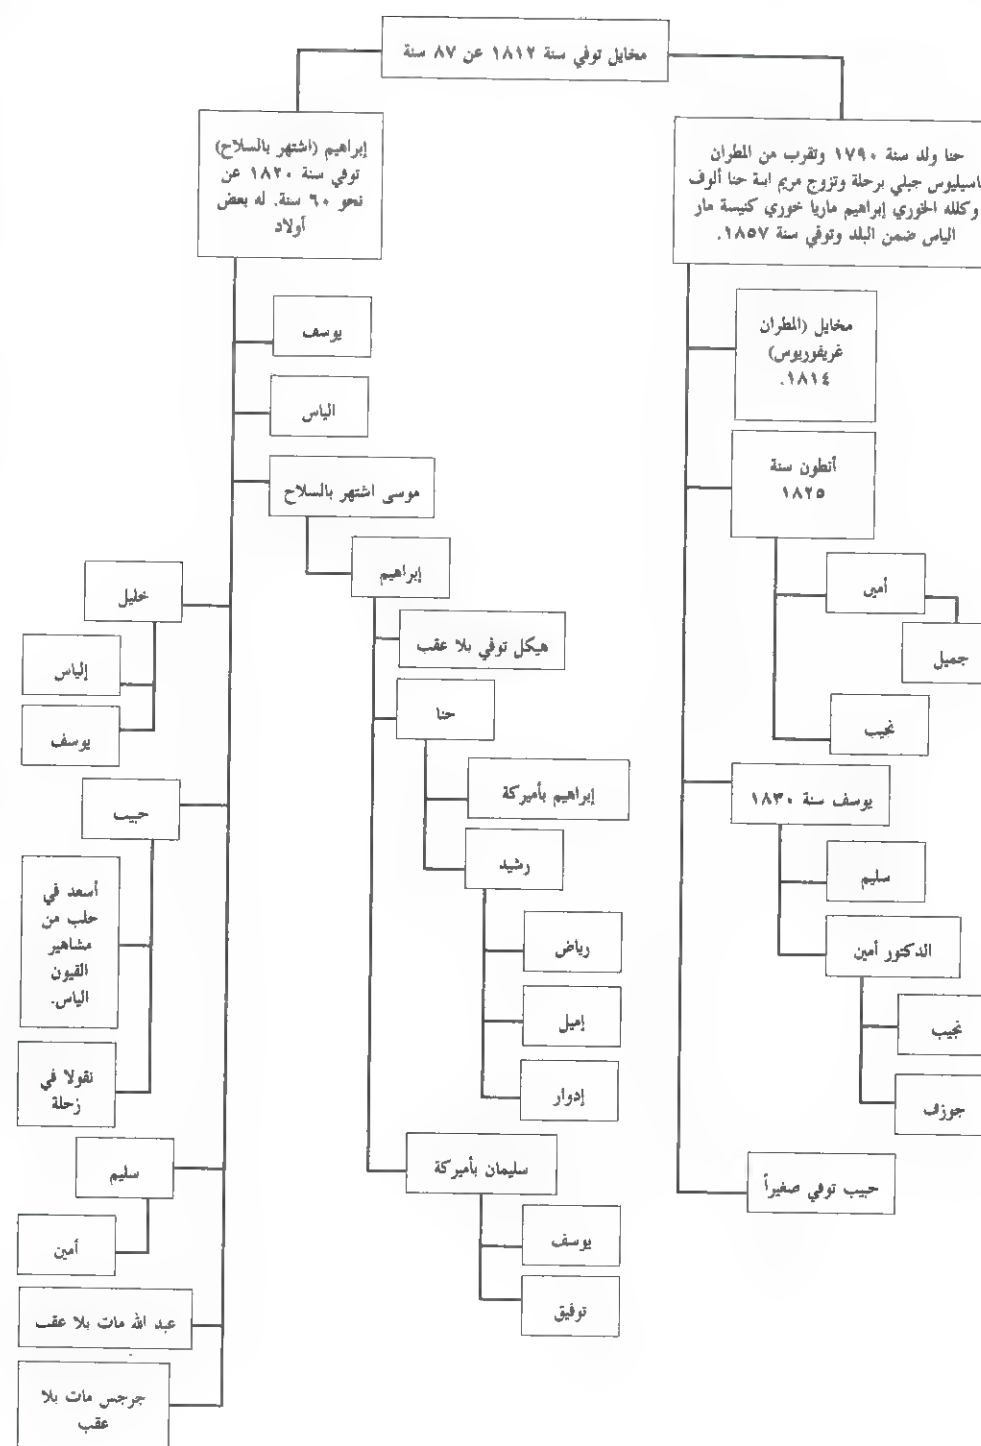 مخايل توفي سنة ١٨١٢ عن ٨٧ سنة
حنا ولد سنة ١٧٩٠ وتقرب من المطران
باسيليوس جبلي برحلة وتزوج مريم ابنة حنا ألوف
وكلله الخوري إبراهيم ماريا خوري كنيسة مار
الياس ضمن البلد وتوفي سنة ١٨٥٧.
مخايل (المطران
غريغوريوس)
١٨١٤.
أنطون سنة
١٨٢٥
أمين
جميل
نجيب
يوسف سنة ١٨٣٠
سليم
الدكتور أمين
نجيب
جوزاف
حبيب توفي صغيراً
إبراهيم (اشتهر بالسلاح)
توفي سنة ١٨٢٠ عن
نحو ٦٠ سنة. له بعض
أولاد
يوسف
الياس
موسى اشتهر بالسلاح
إبراهيم
هيكل توفي بلا عقب
حنا
إبراهيم بأميركة
رشيد
رياض
إميل
إدوار
سليمان بأميركة
يوسف
توفيق
خليل
إلياس
يوسف
حبيب
أسعد في
حلب من
مشاهير
القيون
الياس.
نقولا في
زحلة
سليم
أمين
عبد الله مات بلا عقب
جرجس مات بلا
عقب